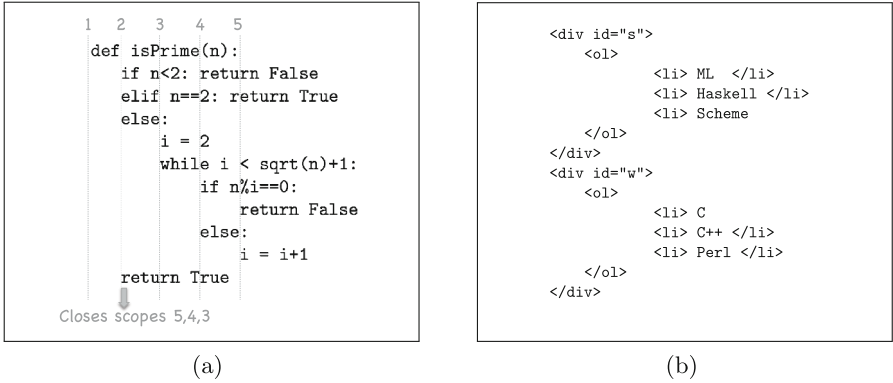 1 2 3 4 5
def isPrime(n):
if n<2: return False
elif n==2: return True
else:
i = 2
while i < sqrt(n)+1:
if n%i==0:
return False
else:
i = i+1
return True
Closes scopes 5,4,3
(a)
<div id="s">
<ol>
<li> ML </li>
<li> Haskell </li>
<li> Scheme
</ol>
</div>
<div id="w">
<ol>
<li> C
<li> C++ </li>
<li> Perl </li>
</ol>
</div>
(b)